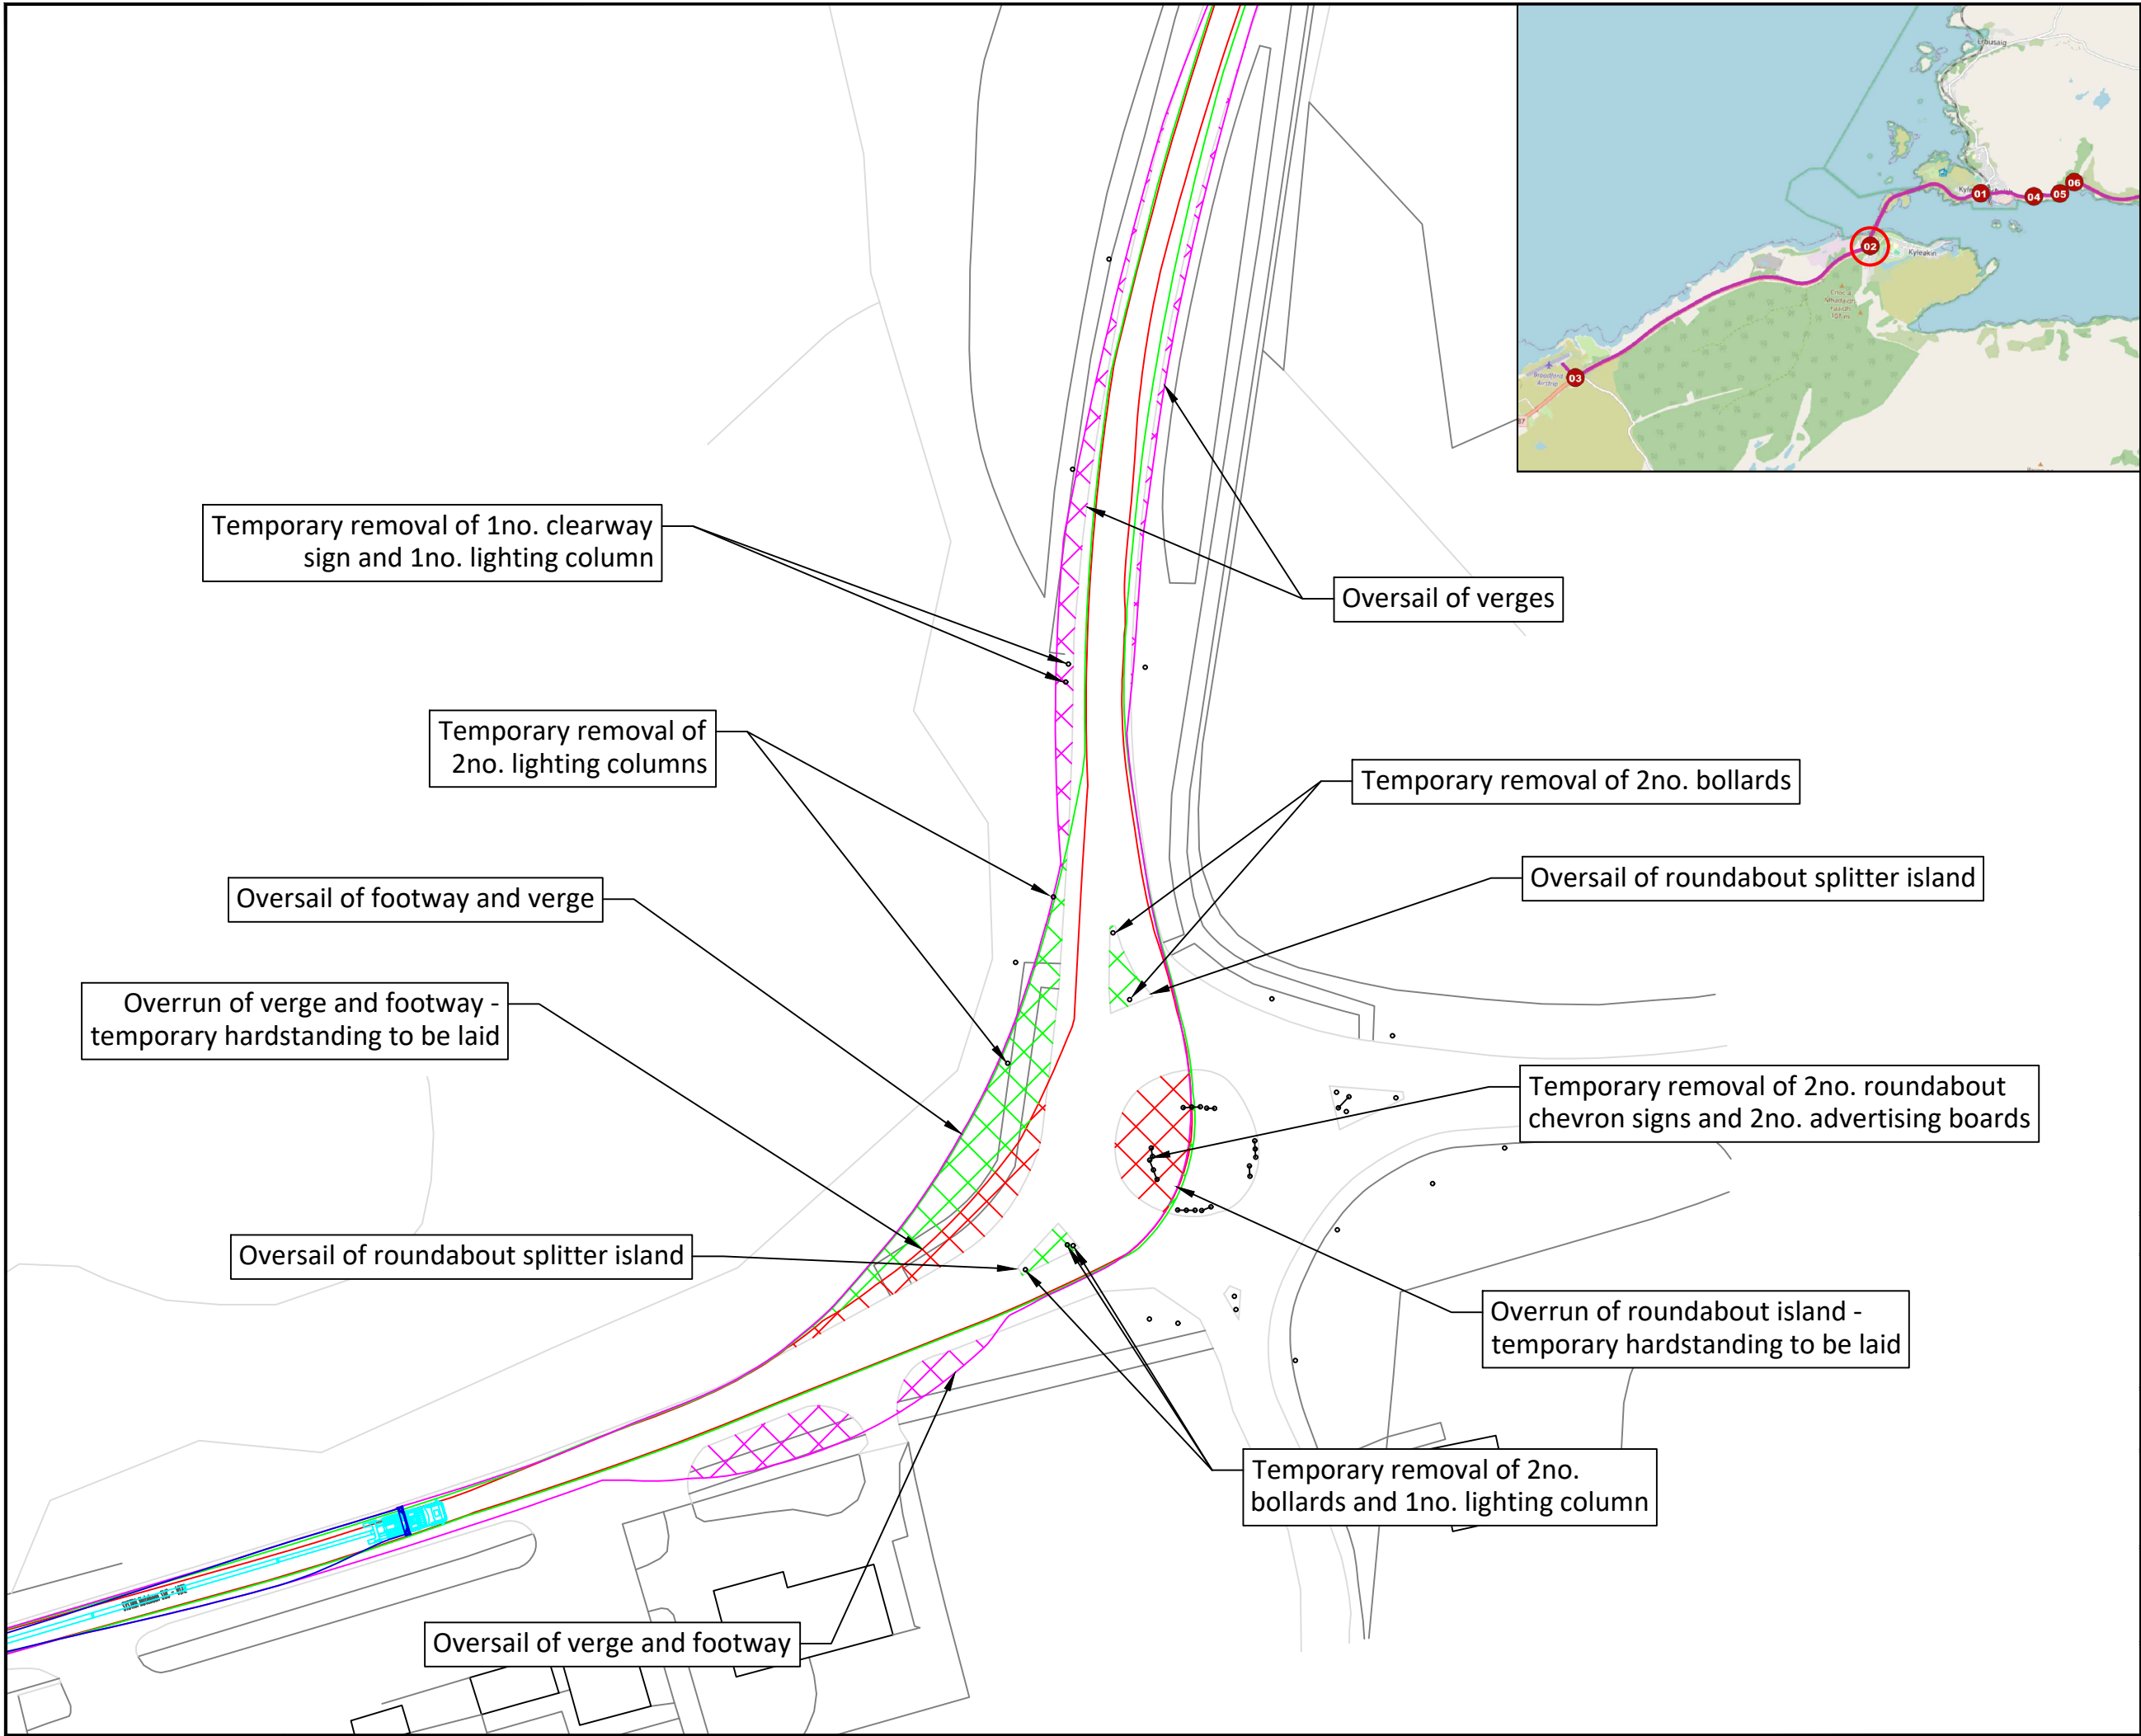 Erbusaig
01
04
05
06
02
Kyleakin
Broadford
Airstrip
03
Temporary removal of 1no. clearway
sign and 1no. lighting column
Oversail of verges
Temporary removal of
2no. lighting columns
Temporary removal of 2no. bollards
Oversail of roundabout splitter island
Oversail of footway and verge
Overrun of verge and footway -
temporary hardstanding to be laid
Temporary removal of 2no. roundabout
chevron signs and 2no. advertising boards
Oversail of roundabout splitter island
Overrun of roundabout island -
temporary hardstanding to be laid
Temporary removal of 2no.
bollards and 1no. lighting column
Oversail of verge and footway